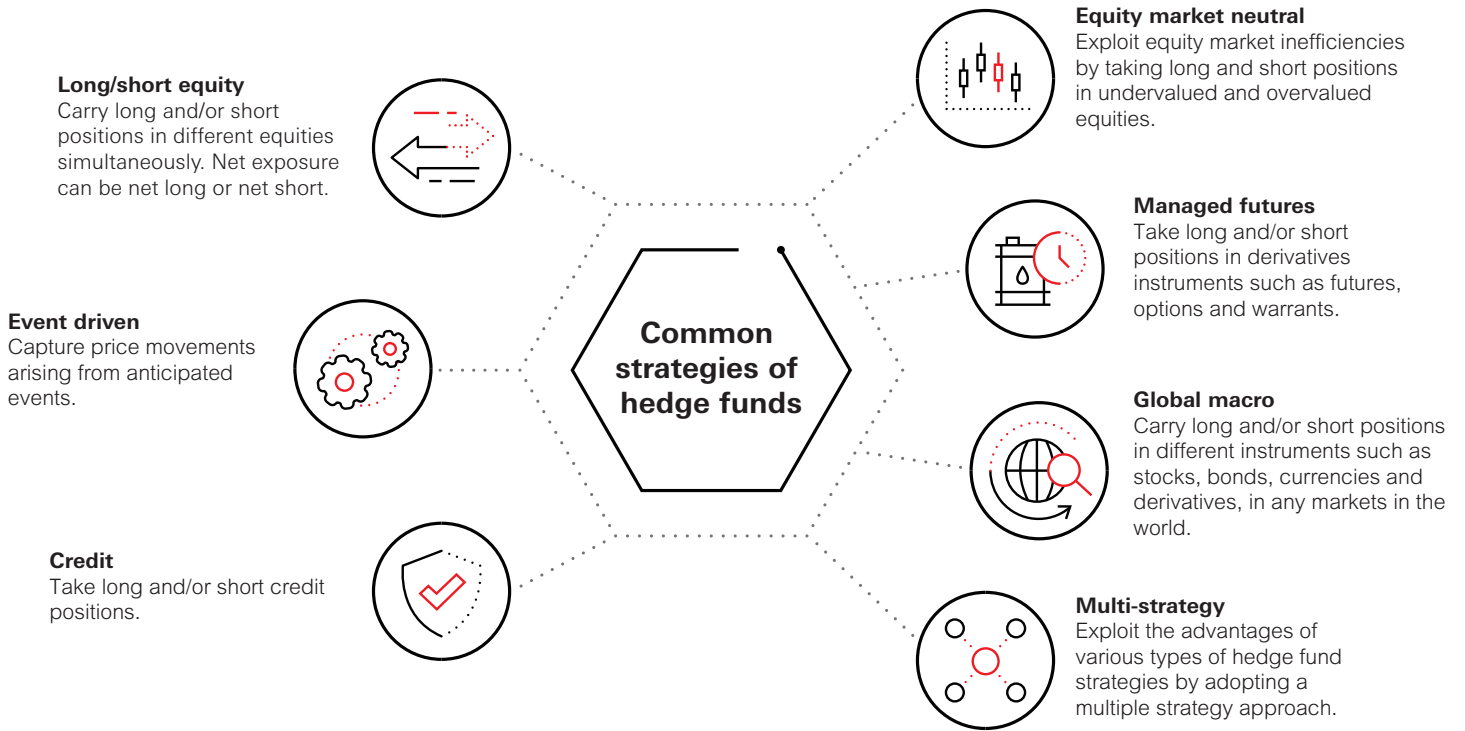 Long/short equity
Carry long and/or short
positions in different equities
simultaneously. Net exposure
can be net long or net short.
Event driven
Capture price movements
arising from anticipated
events.
Credit
Take long and/or short credit
positions.
Common
strategies of
hedge funds
Equity market neutral
Exploit equity market inefficiencies
by taking long and short positions
in undervalued and overvalued
equities.
Managed futures
Take long and/or short
positions in derivatives
instruments such as futures,
options and warrants.
Global macro
Carry long and/or short positions
in different instruments such as
stocks, bonds, currencies and
derivatives, in any markets in the
world.
Multi-strategy
Exploit the advantages of
various types of hedge fund
strategies by adopting a
multiple strategy approach.